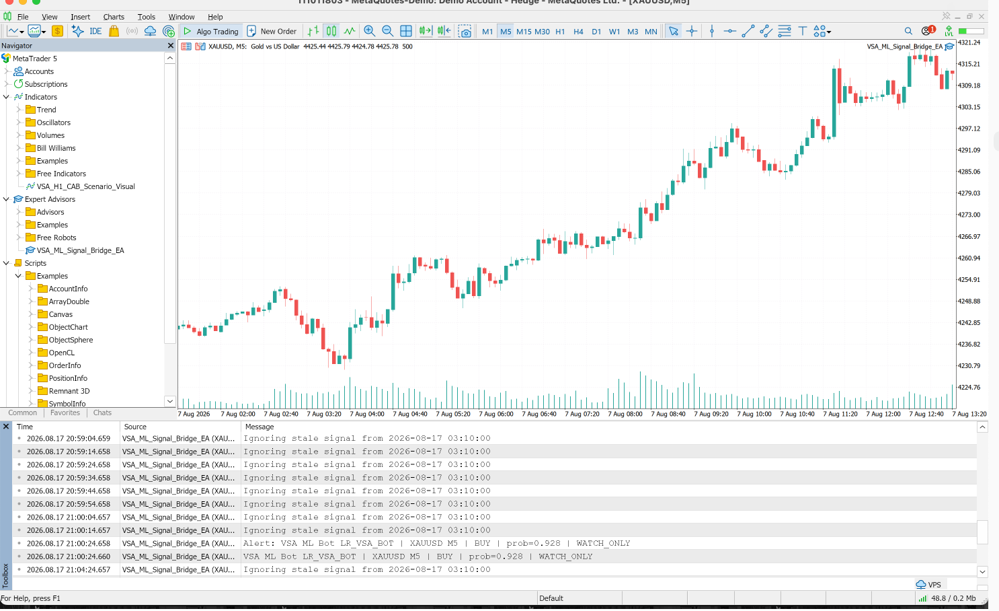 111011803 - MetaQuotes-Demo: Demo Account - Hedge - MetaQuotes Ltd. - [XAUUSD,M5]
File View Insert Charts Tools Window Help
IDE Algo Trading New Order M1 M5 M15 M30 H1 H4 D1 W1 M3 MN 1 LVL
Navigator
MetaTrader 5
Accounts
Subscriptions
Indicators
Trend
Oscillators
Volumes
Bill Williams
Examples
Free Indicators
VSA_H1_CAB_Scenario_Visual
Expert Advisors
Advisors
Examples
Free Robots
VSA_ML_Signal_Bridge_EA
Scripts
Examples
AccountInfo
ArrayDouble
Canvas
ObjectChart
ObjectSphere
OpenCL
OrderInfo
PositionInfo
Remnant 3D
SymbolInfo
Common Favorites Charts
XAUUSD, M5: Gold vs US Dollar 4425.44 4425.79 4424.78 4425.78 500
VSA_ML_Signal_Bridge_EA
4321.24
4315.21
4309.18
4303.15
4297.12
4291.09
4285.06
4279.03
4273.00
4266.97
4260.94
4254.91
4248.88
4242.85
4236.82
4230.79
4224.76
7 Aug 2026 7 Aug 02:00 7 Aug 02:40 7 Aug 03:20 7 Aug 04:00 7 Aug 04:40 7 Aug 05:20 7 Aug 06:00 7 Aug 06:40 7 Aug 07:20 7 Aug 08:00 7 Aug 08:40 7 Aug 09:20 7 Aug 10:00 7 Aug 10:40 7 Aug 11:20 7 Aug 12:00 7 Aug 12:40 7 Aug 13:20
Time Source Message
2026.08.17 20:59:04.659 VSA_ML_Signal_Bridge_EA (XAU... Ignoring stale signal from 2026-08-17 03:10:00
2026.08.17 20:59:14.658 VSA_ML_Signal_Bridge_EA (XAU... Ignoring stale signal from 2026-08-17 03:10:00
2026.08.17 20:59:24.658 VSA_ML_Signal_Bridge_EA (XAU... Ignoring stale signal from 2026-08-17 03:10:00
2026.08.17 20:59:34.658 VSA_ML_Signal_Bridge_EA (XAU... Ignoring stale signal from 2026-08-17 03:10:00
2026.08.17 20:59:44.658 VSA_ML_Signal_Bridge_EA (XAU... Ignoring stale signal from 2026-08-17 03:10:00
2026.08.17 20:59:54.658 VSA_ML_Signal_Bridge_EA (XAU... Ignoring stale signal from 2026-08-17 03:10:00
2026.08.17 21:00:04.657 VSA_ML_Signal_Bridge_EA (XAU... Ignoring stale signal from 2026-08-17 03:10:00
2026.08.17 21:00:14.657 VSA_ML_Signal_Bridge_EA (XAU... Ignoring stale signal from 2026-08-17 03:10:00
2026.08.17 21:00:24.658 VSA_ML_Signal_Bridge_EA (XAU... Alert: VSA ML Bot LR_VSA_BOT | XAUUSD M5 | BUY | prob=0.928 | WATCH_ONLY
2026.08.17 21:00:24.660 VSA_ML_Signal_Bridge_EA (XAU... VSA ML Bot LR_VSA_BOT | XAUUSD M5 | BUY | prob=0.928 | WATCH_ONLY
2026.08.17 21:04:24.657 VSA_ML_Signal_Bridge_EA (XAU... Ignoring stale signal from 2026-08-17 03:10:00
Toolbox
VPS
For Help, press F1 Default 48.8 / 0.2 Mb